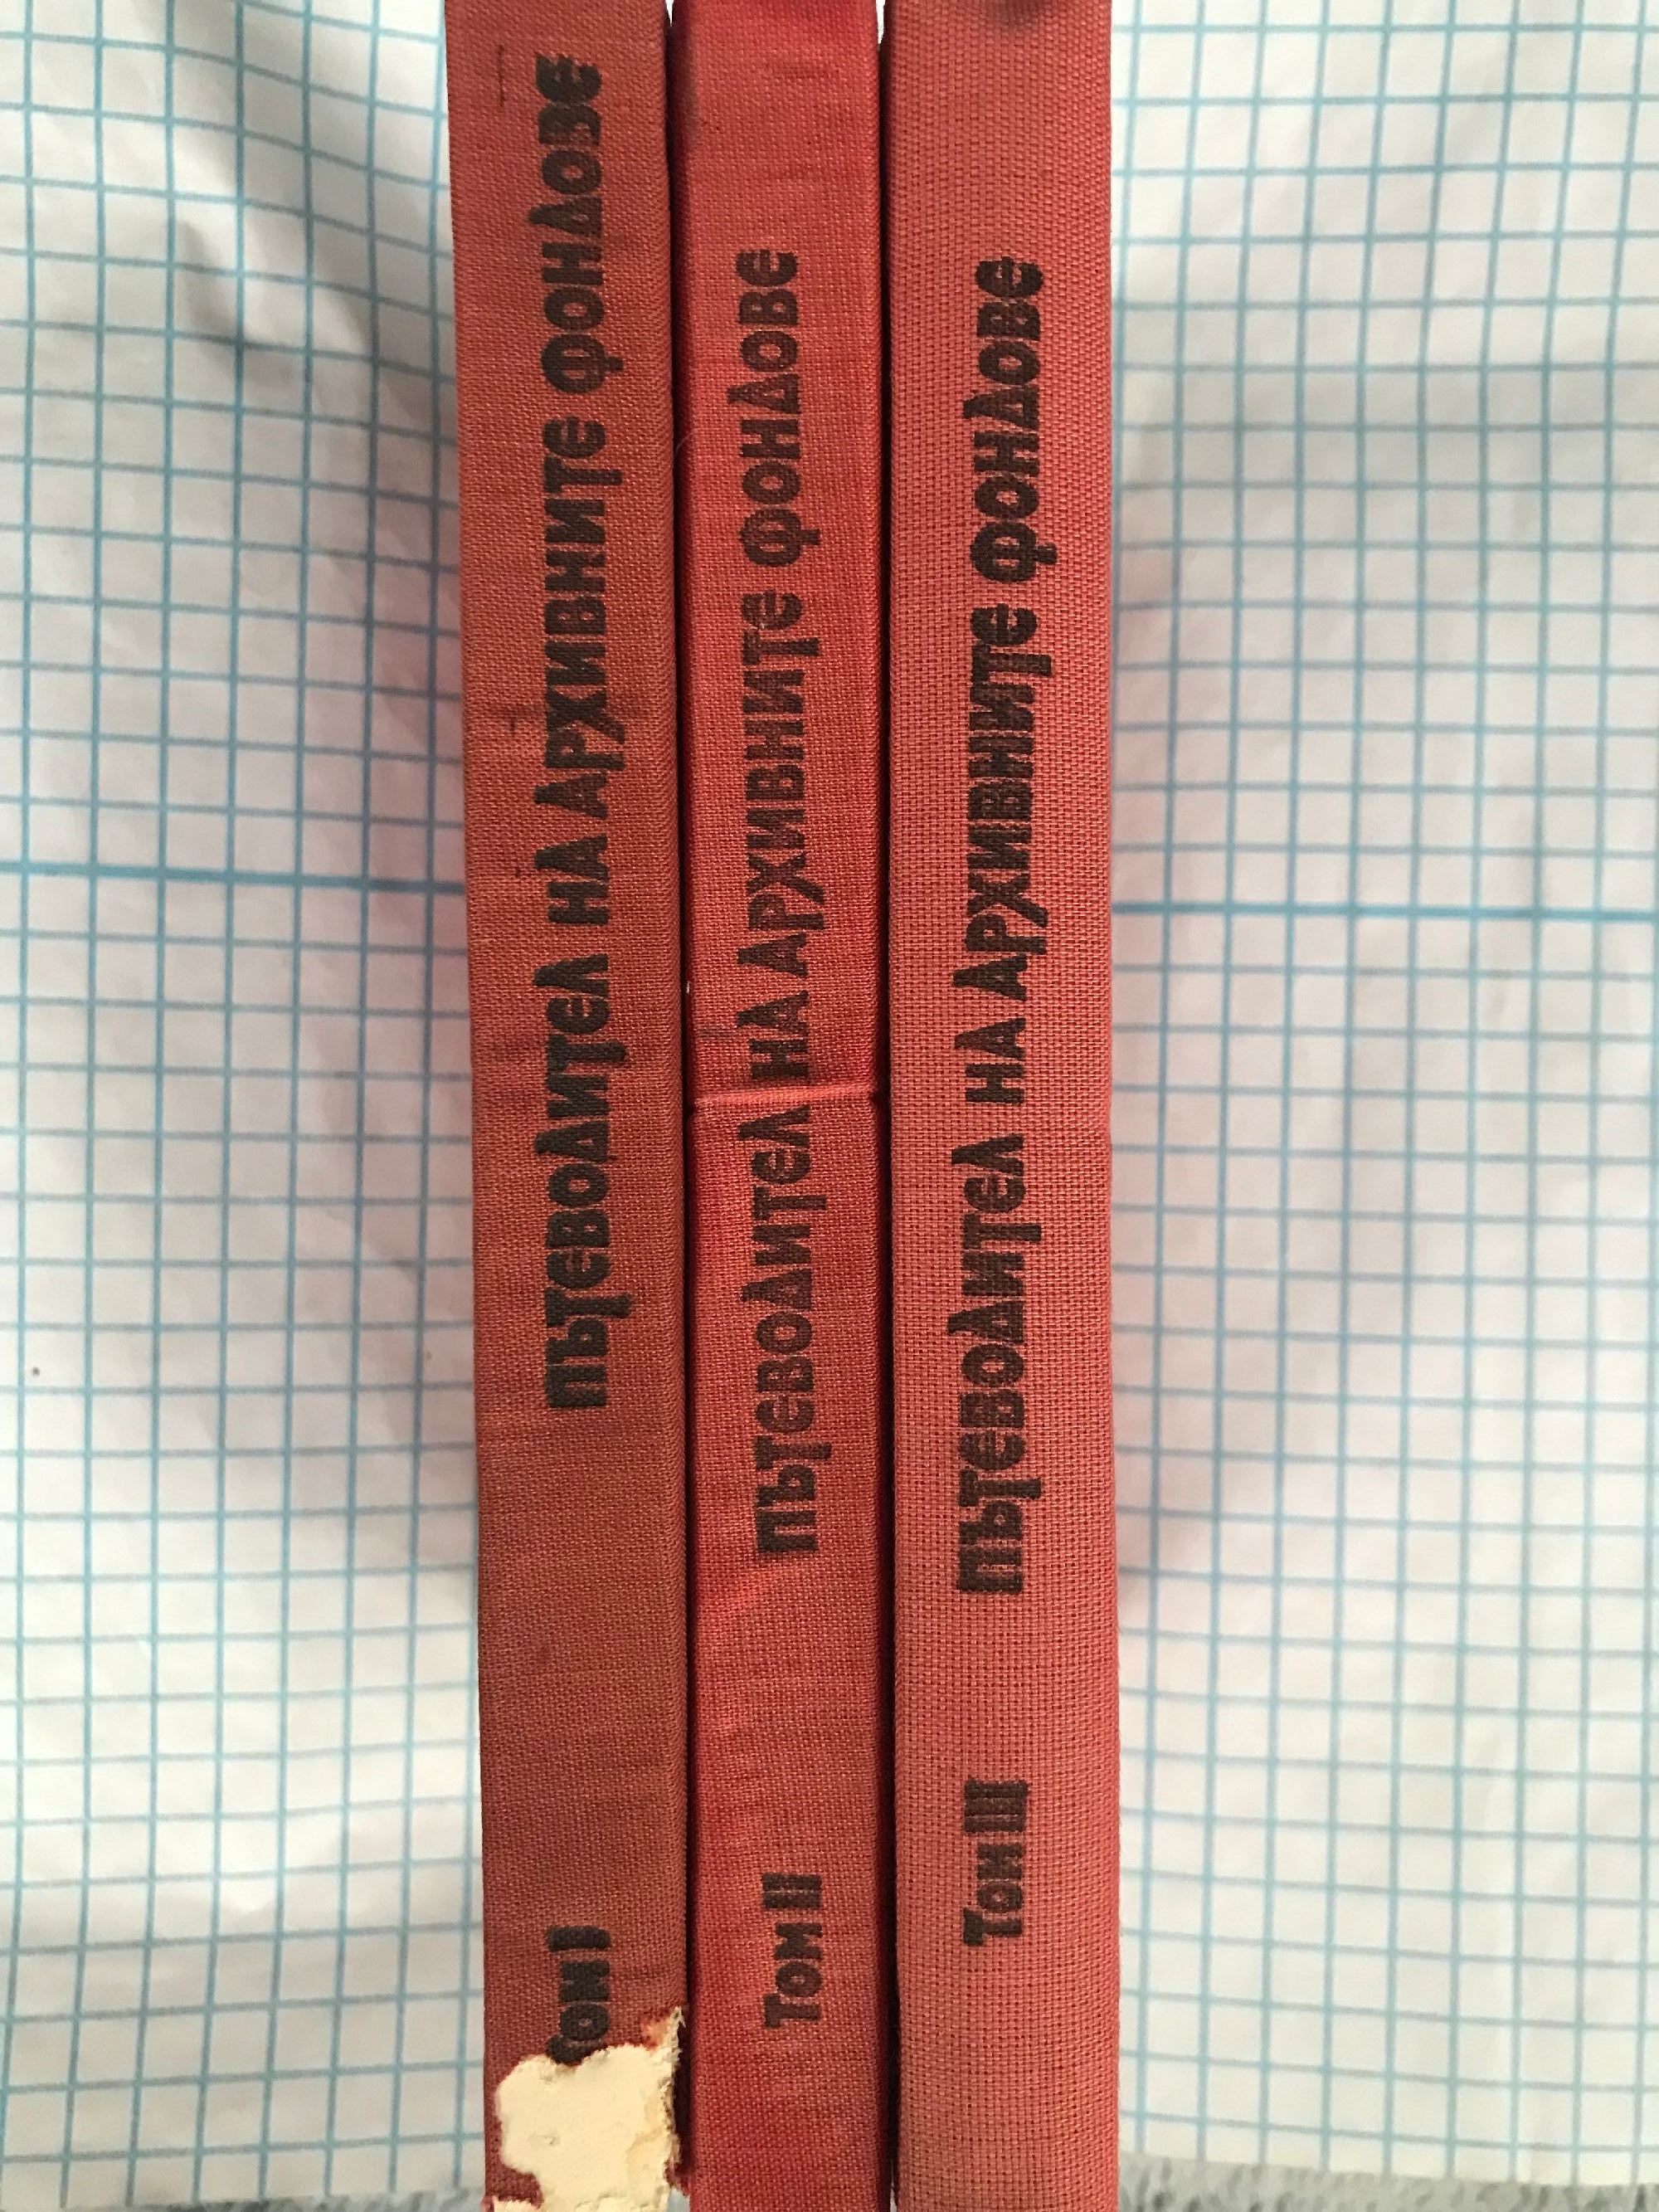 ПЪТЕВОДИТЕЛ НА АРХИВНИТЕ ФОНДОВЕ
Том I
ПЪТЕВОДИТЕЛ НА АРХИВНИТЕ ФОНДОВЕ
Том II
ПЪТЕВОДИТЕЛ НА АРХИВНИТЕ ФОНДОВЕ
Том III